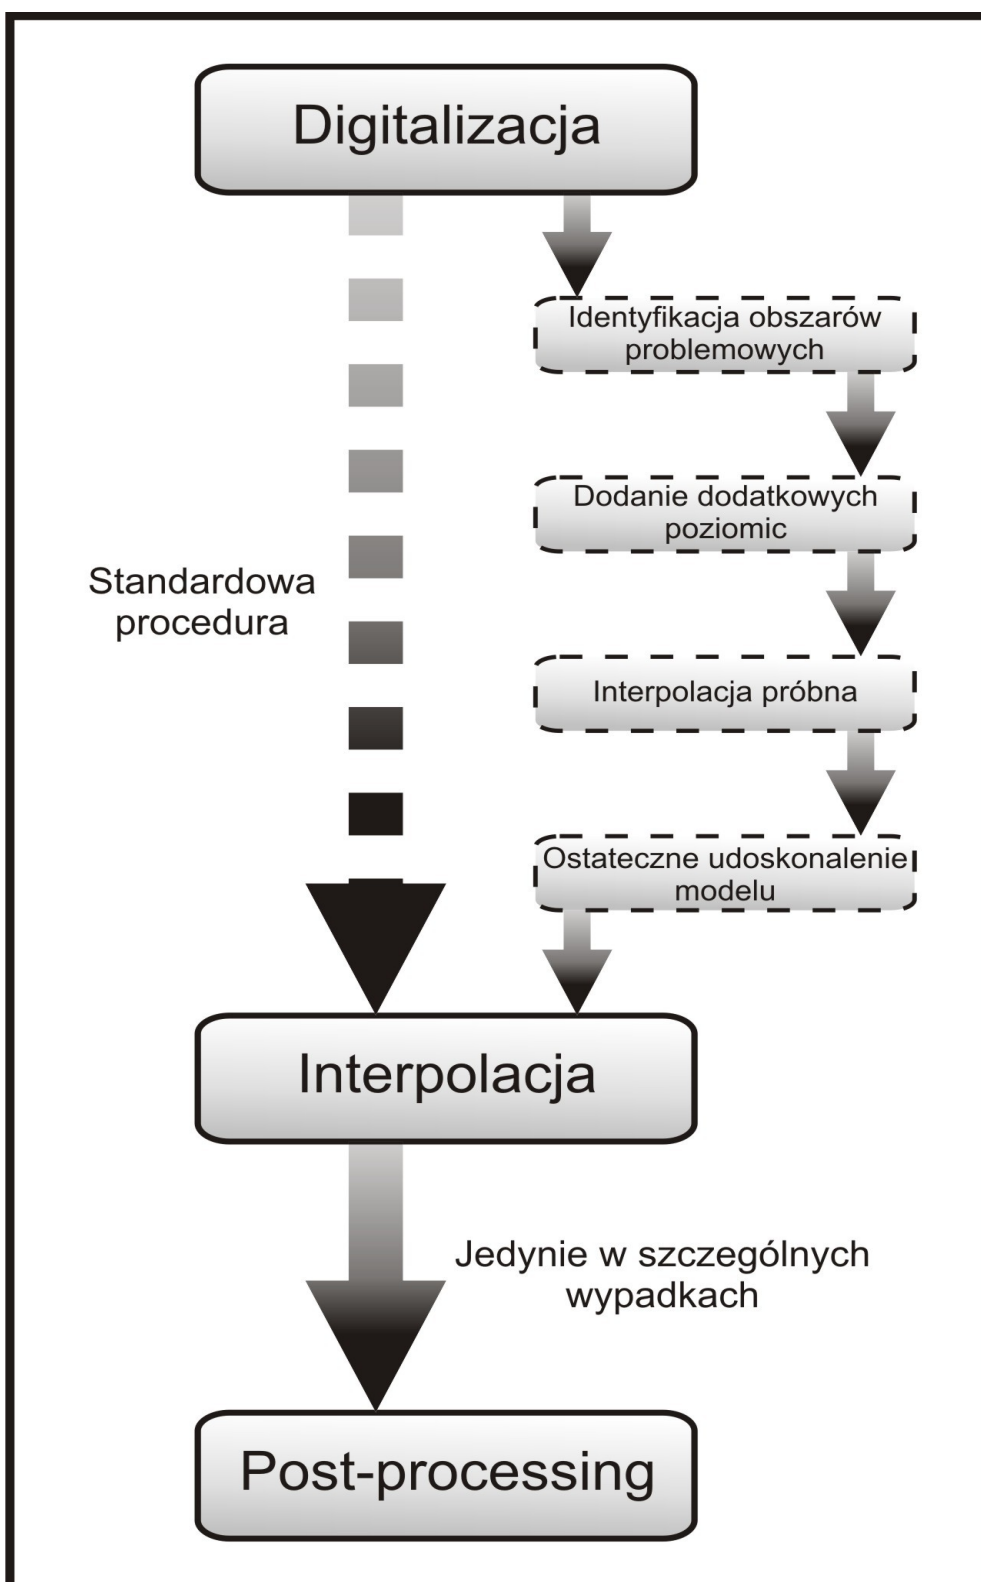 Digitalizacja
Identyfikacja obszarów
problemowych
Dodanie dodatkowych
poziomic
Standardowa
procedura
Interpolacja próbna
Ostateczne udoskonalenie
modelu
Interpolacja
Jedynie w szczególnych
wypadkach
Post-processing